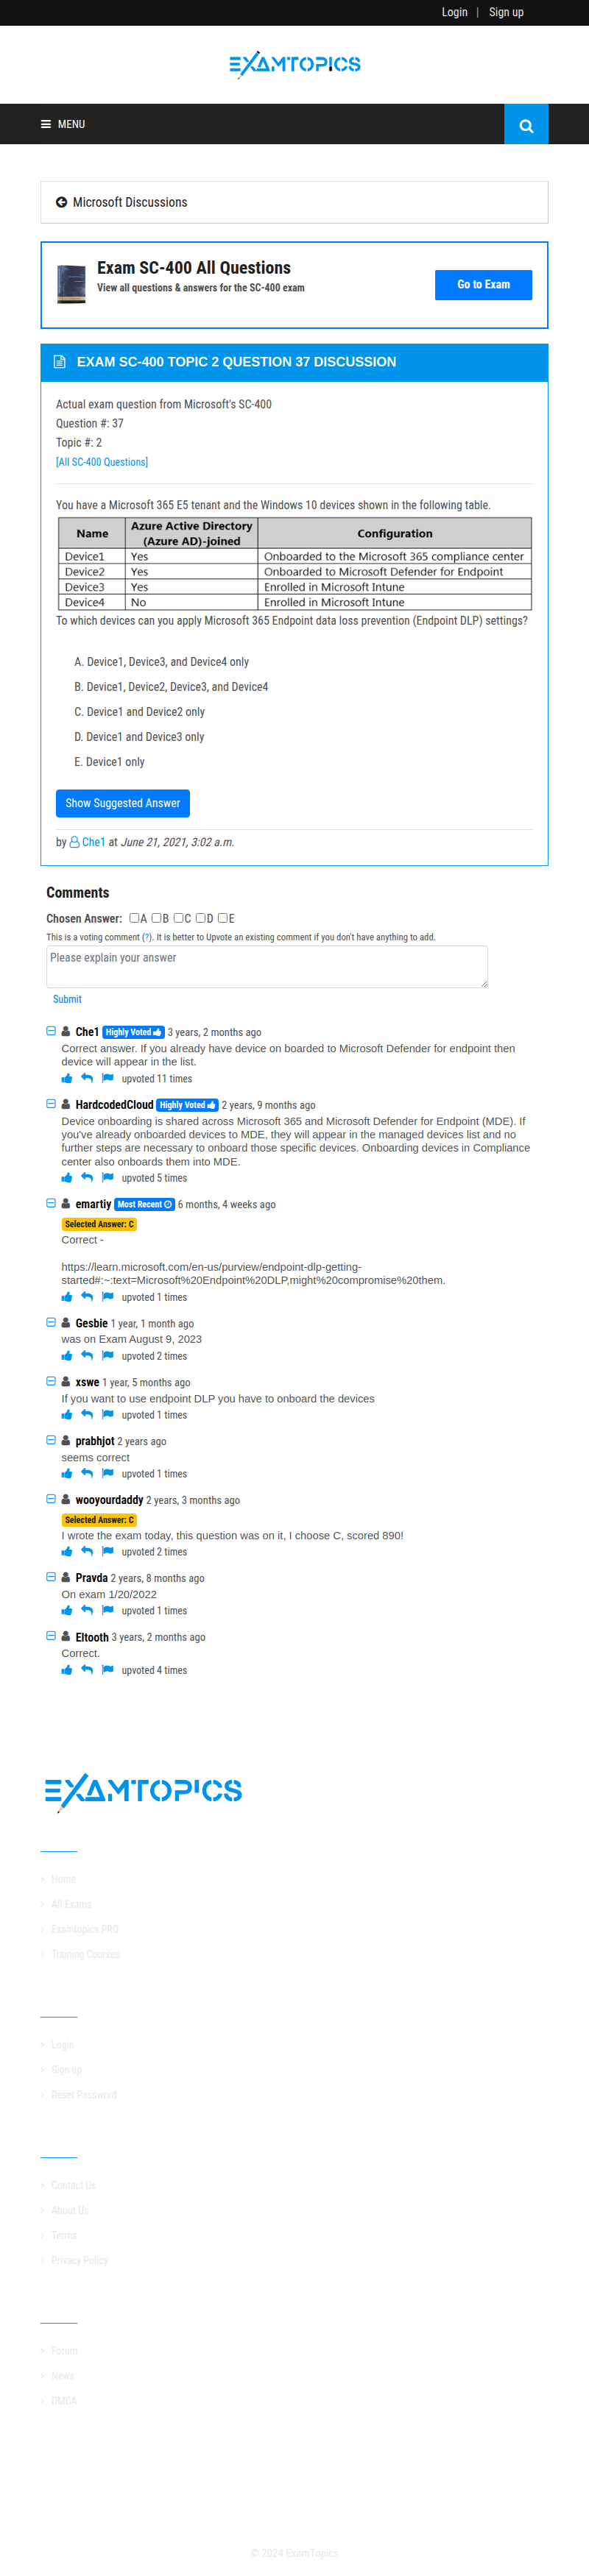 Login | Sign up
EXAMTOPICS
MENU
Microsoft Discussions
Exam SC-400 All Questions
View all questions & answers for the SC-400 exam
Go to Exam
EXAM SC-400 TOPIC 2 QUESTION 37 DISCUSSION
Actual exam question from Microsoft's SC-400
Question #: 37
Topic #: 2
[All SC-400 Questions]
You have a Microsoft 365 E5 tenant and the Windows 10 devices shown in the following table.
Name Azure Active Directory (Azure AD)-joined Configuration
Device1 Yes Onboarded to the Microsoft 365 compliance center
Device2 Yes Onboarded to Microsoft Defender for Endpoint
Device3 Yes Enrolled in Microsoft Intune
Device4 No Enrolled in Microsoft Intune
To which devices can you apply Microsoft 365 Endpoint data loss prevention (Endpoint DLP) settings?
A. Device1, Device3, and Device4 only
B. Device1, Device2, Device3, and Device4
C. Device1 and Device2 only
D. Device1 and Device3 only
E. Device1 only
Show Suggested Answer
by Che1 at June 21, 2021, 3:02 a.m.
Comments
Chosen Answer: A B C D E
This is a voting comment (?). It is better to Upvote an existing comment if you don't have anything to add.
Please explain your answer
Submit
Che1 Highly Voted 3 years, 2 months ago
Correct answer. If you already have device on boarded to Microsoft Defender for endpoint then
device will appear in the list.
upvoted 11 times
HardcodedCloud Highly Voted 2 years, 9 months ago
Device onboarding is shared across Microsoft 365 and Microsoft Defender for Endpoint (MDE). If
you've already onboarded devices to MDE, they will appear in the managed devices list and no
further steps are necessary to onboard those specific devices. Onboarding devices in Compliance
center also onboards them into MDE.
upvoted 5 times
emartiy Most Recent 6 months, 4 weeks ago
Selected Answer: C
Correct -
https://learn.microsoft.com/en-us/purview/endpoint-dlp-getting-
started#:~:text=Microsoft%20Endpoint%20DLP,might%20compromise%20them.
upvoted 1 times
Gesbie 1 year, 1 month ago
was on Exam August 9, 2023
upvoted 2 times
xswe 1 year, 5 months ago
If you want to use endpoint DLP you have to onboard the devices
upvoted 1 times
prabhjot 2 years ago
seems correct
upvoted 1 times
wooyourdaddy 2 years, 3 months ago
Selected Answer: C
I wrote the exam today, this question was on it, I choose C, scored 890!
upvoted 2 times
Pravda 2 years, 8 months ago
On exam 1/20/2022
upvoted 1 times
Eltooth 3 years, 2 months ago
Correct.
upvoted 4 times
EXAMTOPICS
Home
All Exams
Examtopics PRO
Training Courses
Login
Sign up
Reset Password
Contact Us
About Us
Terms
Privacy Policy
Forum
News
DMCA
© 2024 ExamTopics